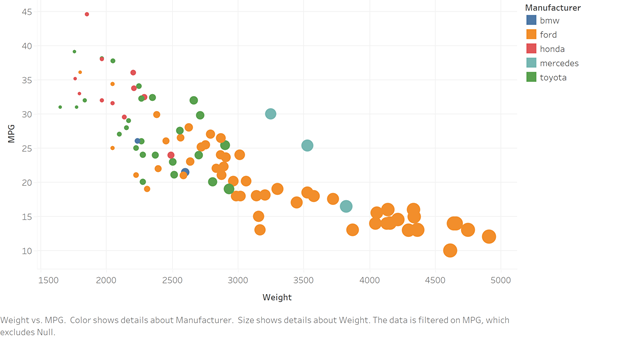 Manufacturer
bmw
ford
honda
mercedes
toyota
45
40
35
30
25
20
15
10
MPG
1500 2000 2500 3000 3500 4000 4500 5000
Weight
Weight vs. MPG. Color shows details about Manufacturer. Size shows details about Weight. The data is filtered on MPG, which
excludes Null.